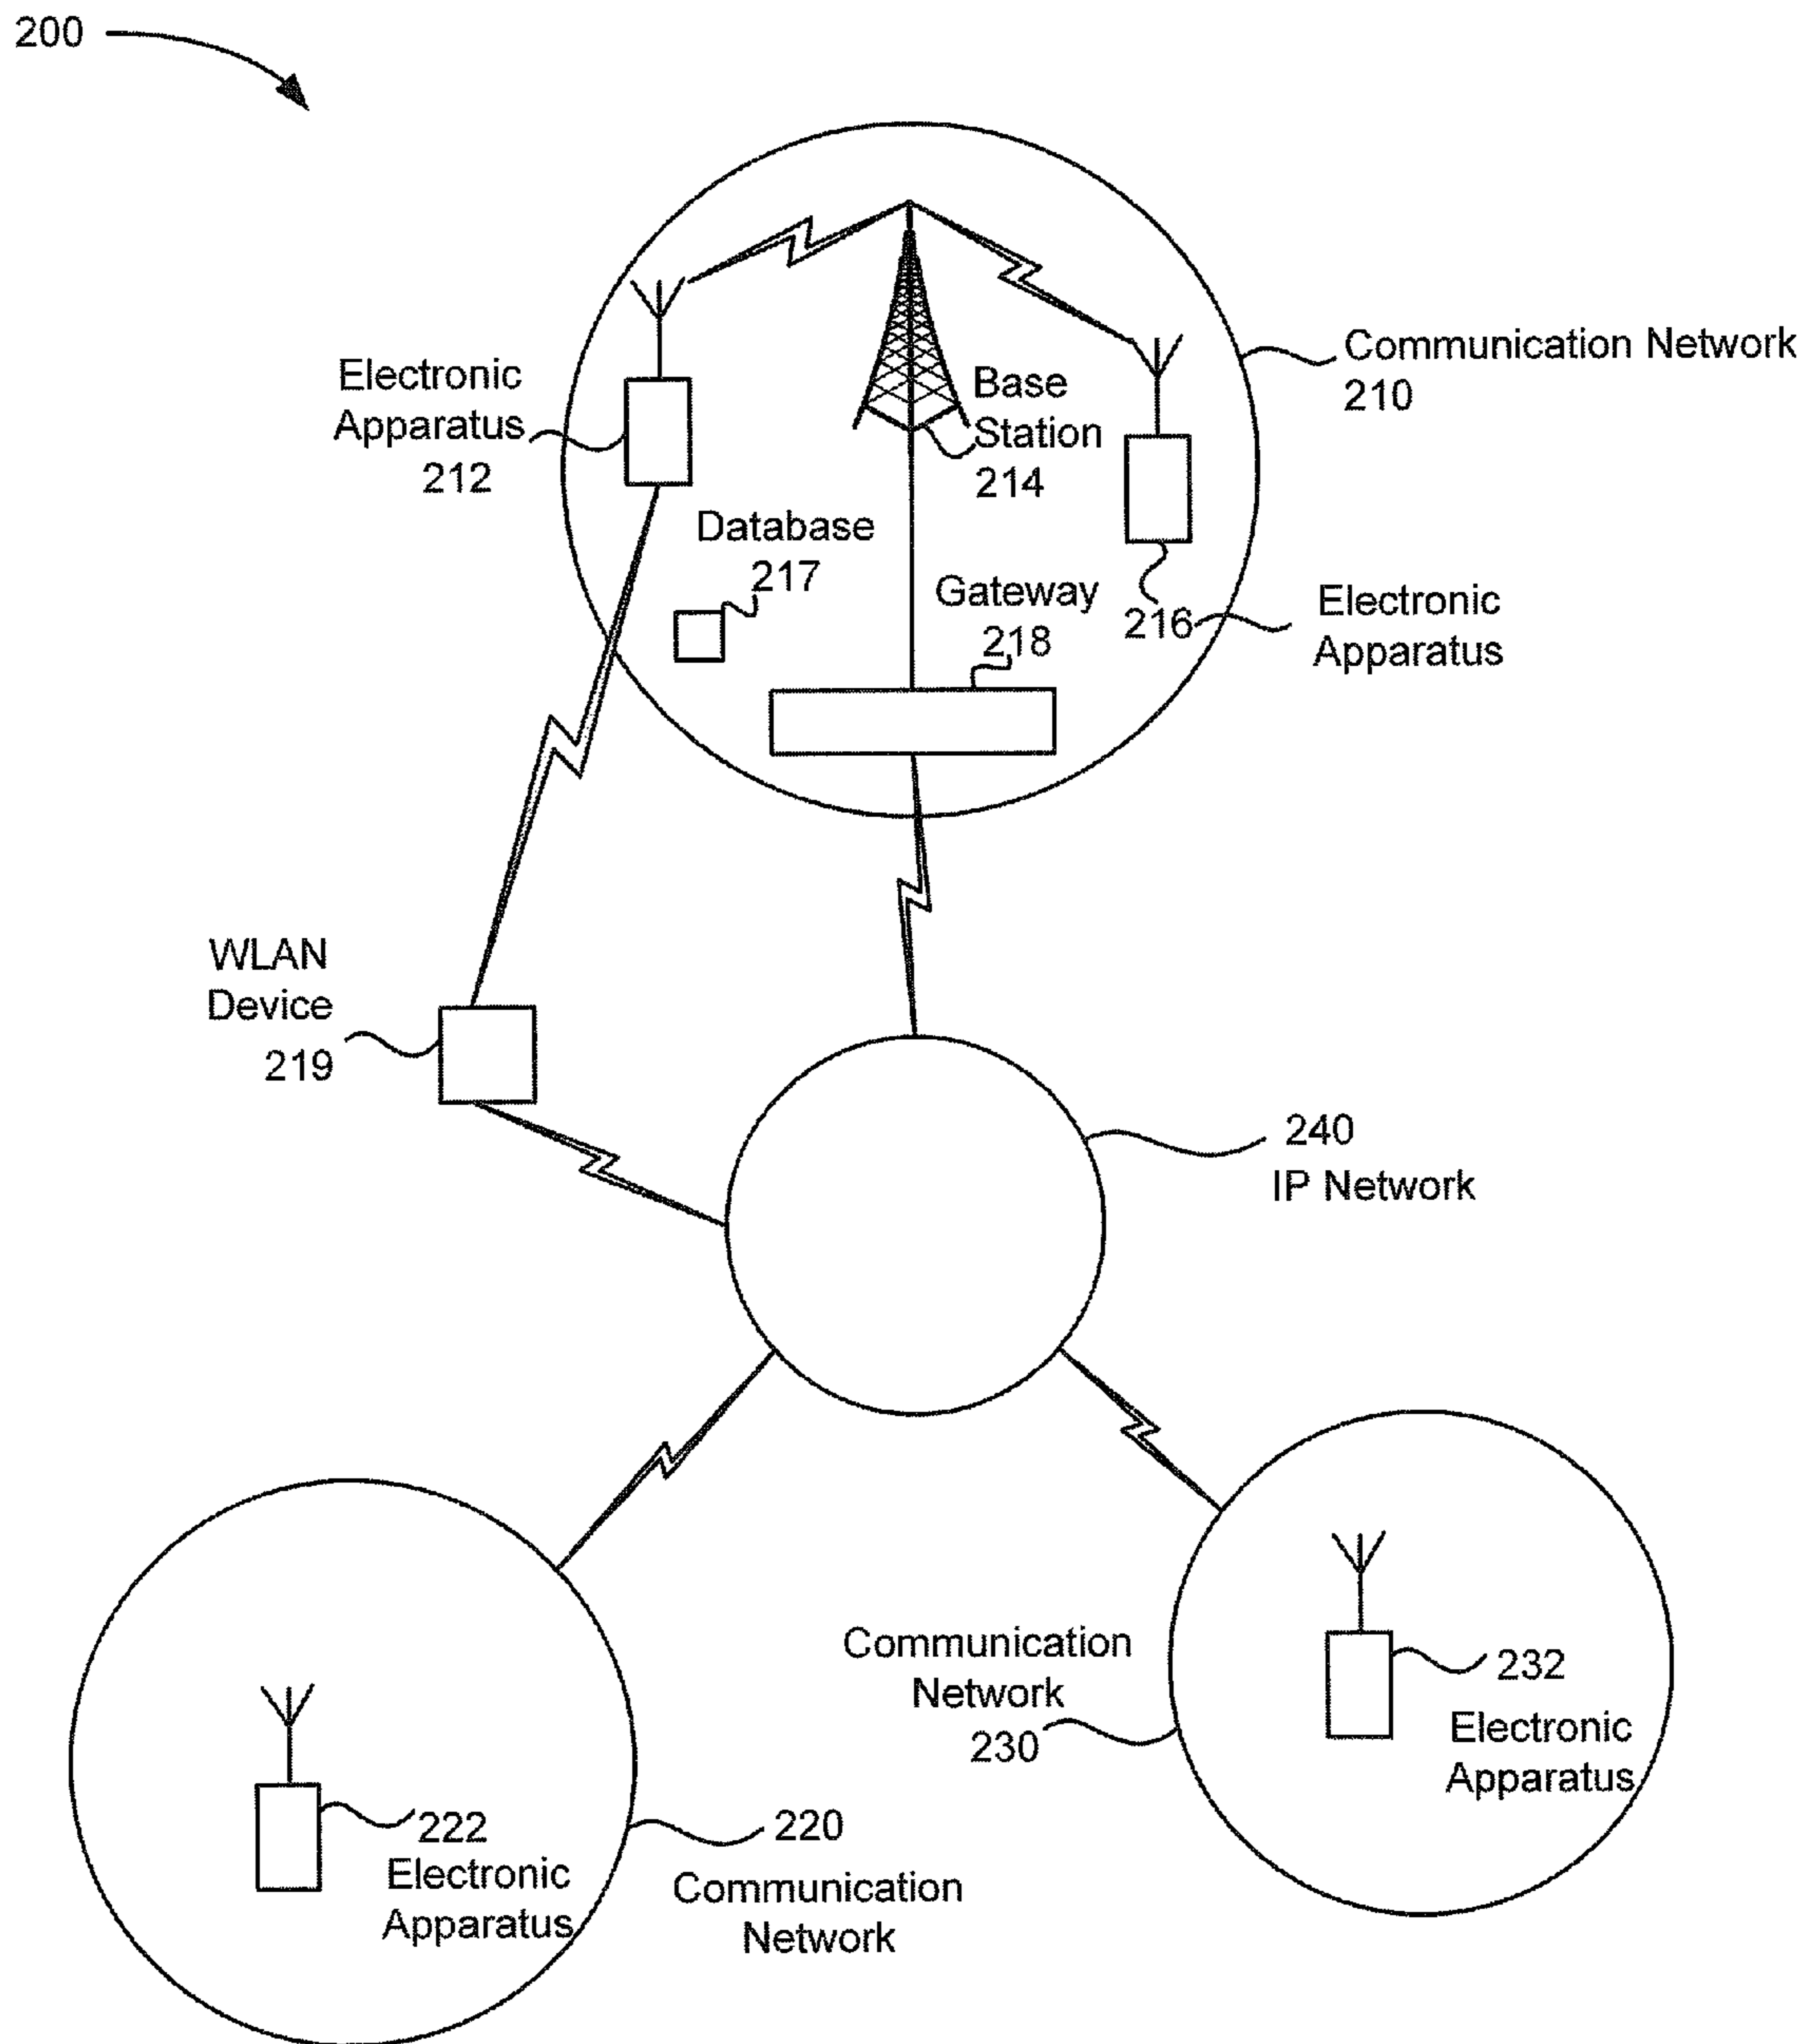 200
Communication Network
210
Electronic
Apparatus
212
Base
Station
214
Database
217
Gateway
218
216
Electronic
Apparatus
WLAN
Device
219
240
IP Network
Communication
Network
230
232
Electronic
Apparatus
222
Electronic
Apparatus
220
Communication
Network